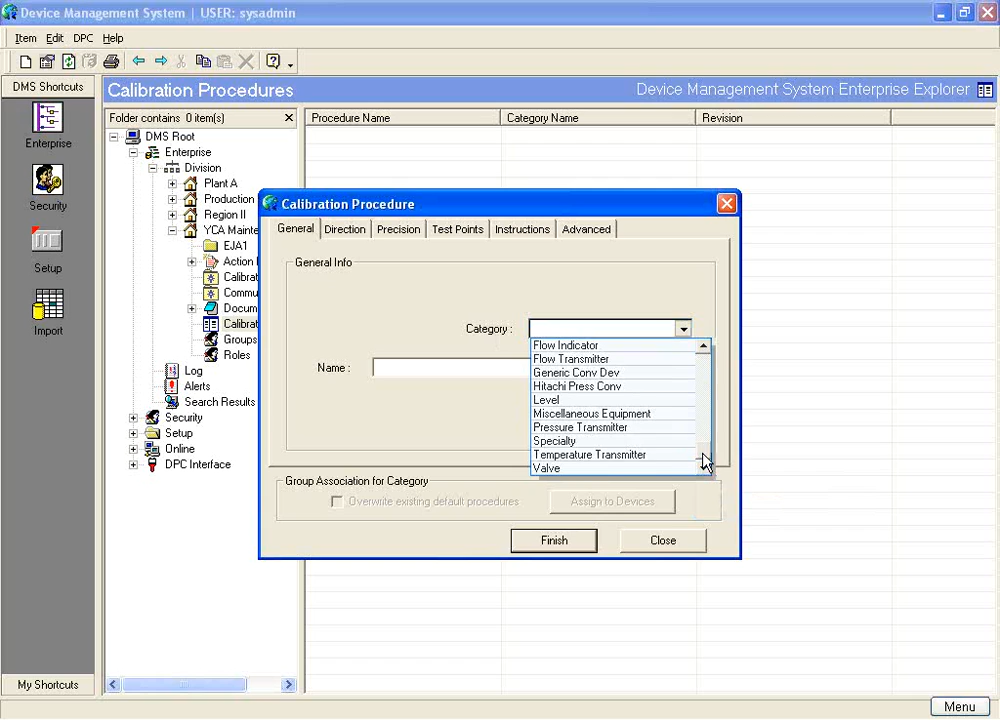 Device Management System | USER: sysadmin
Item Edit DPC Help
DMS Shortcuts
Enterprise
Security
Setup
Import
My Shortcuts
Calibration Procedures
Device Management System Enterprise Explorer
Folder contains 0 item(s)
DMS Root
Enterprise
Division
Plant A
Production
Region II
YCA Mainte
EJA1
Action
Calibrat
Commu
Docum
Calibrat
Groups
Roles
Log
Alerts
Search Results
Security
Setup
Online
DPC Interface
Procedure Name Category Name Revision
Calibration Procedure
General Direction Precision Test Points Instructions Advanced
General Info
Category :
Name :
Flow Indicator
Flow Transmitter
Generic Conv Dev
Hitachi Press Conv
Level
Miscellaneous Equipment
Pressure Transmitter
Specialty
Temperature Transmitter
Valve
Group Association for Category
Overwrite existing default procedures
Assign to Devices
Finish Close
Menu